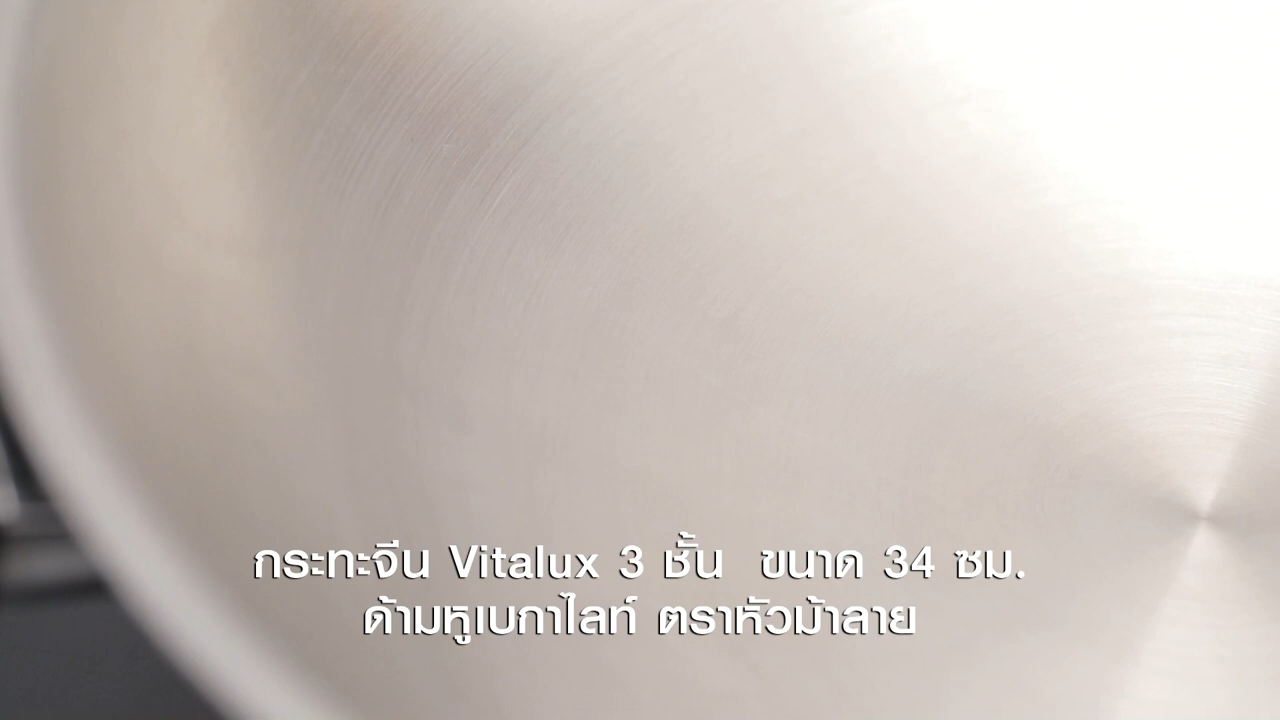 กระทะจีน Vitalux 3 ชั้น ขนาด 34 ซม.
ด้ามหูเบกาไลท์ ตราหัวม้าลาย